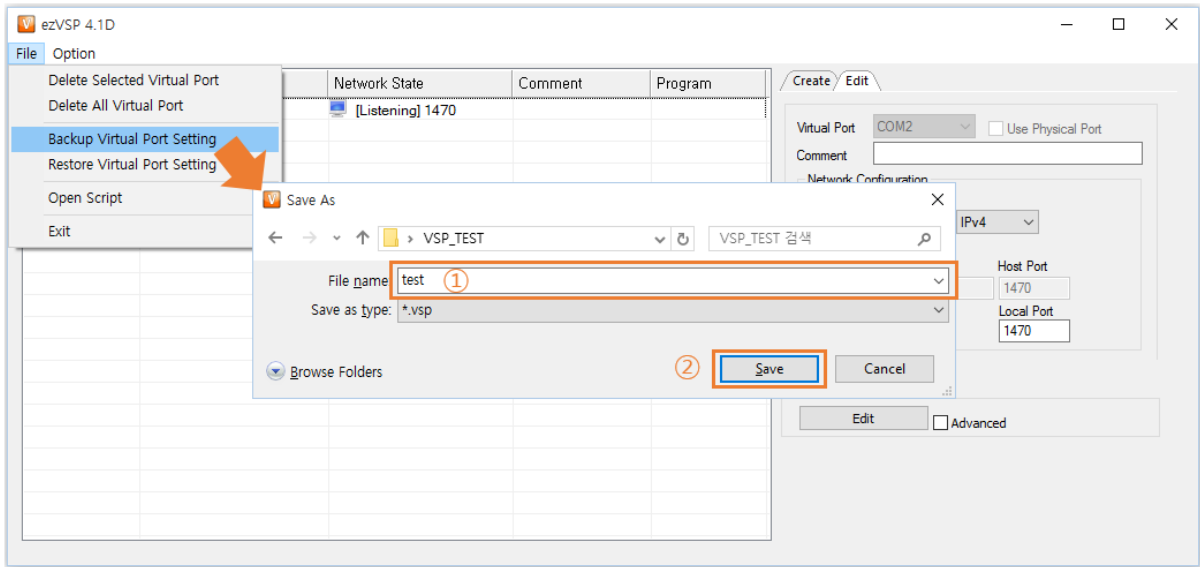 ezVSP 4.1D
File Option
Delete Selected Virtual Port
Delete All Virtual Port
Backup Virtual Port Setting
Restore Virtual Port Setting
Open Script
Exit
Network State Comment Program
[Listening] 1470
Create Edit
Virtual Port COM2 Use Physical Port
Comment
Network Configuration
IPv4
Host Port
1470
Local Port
1470
Edit Advanced
Save As
VSP_TEST VSP_TEST 검색
File name: test ①
Save as type: *.vsp
Browse Folders ② Save Cancel